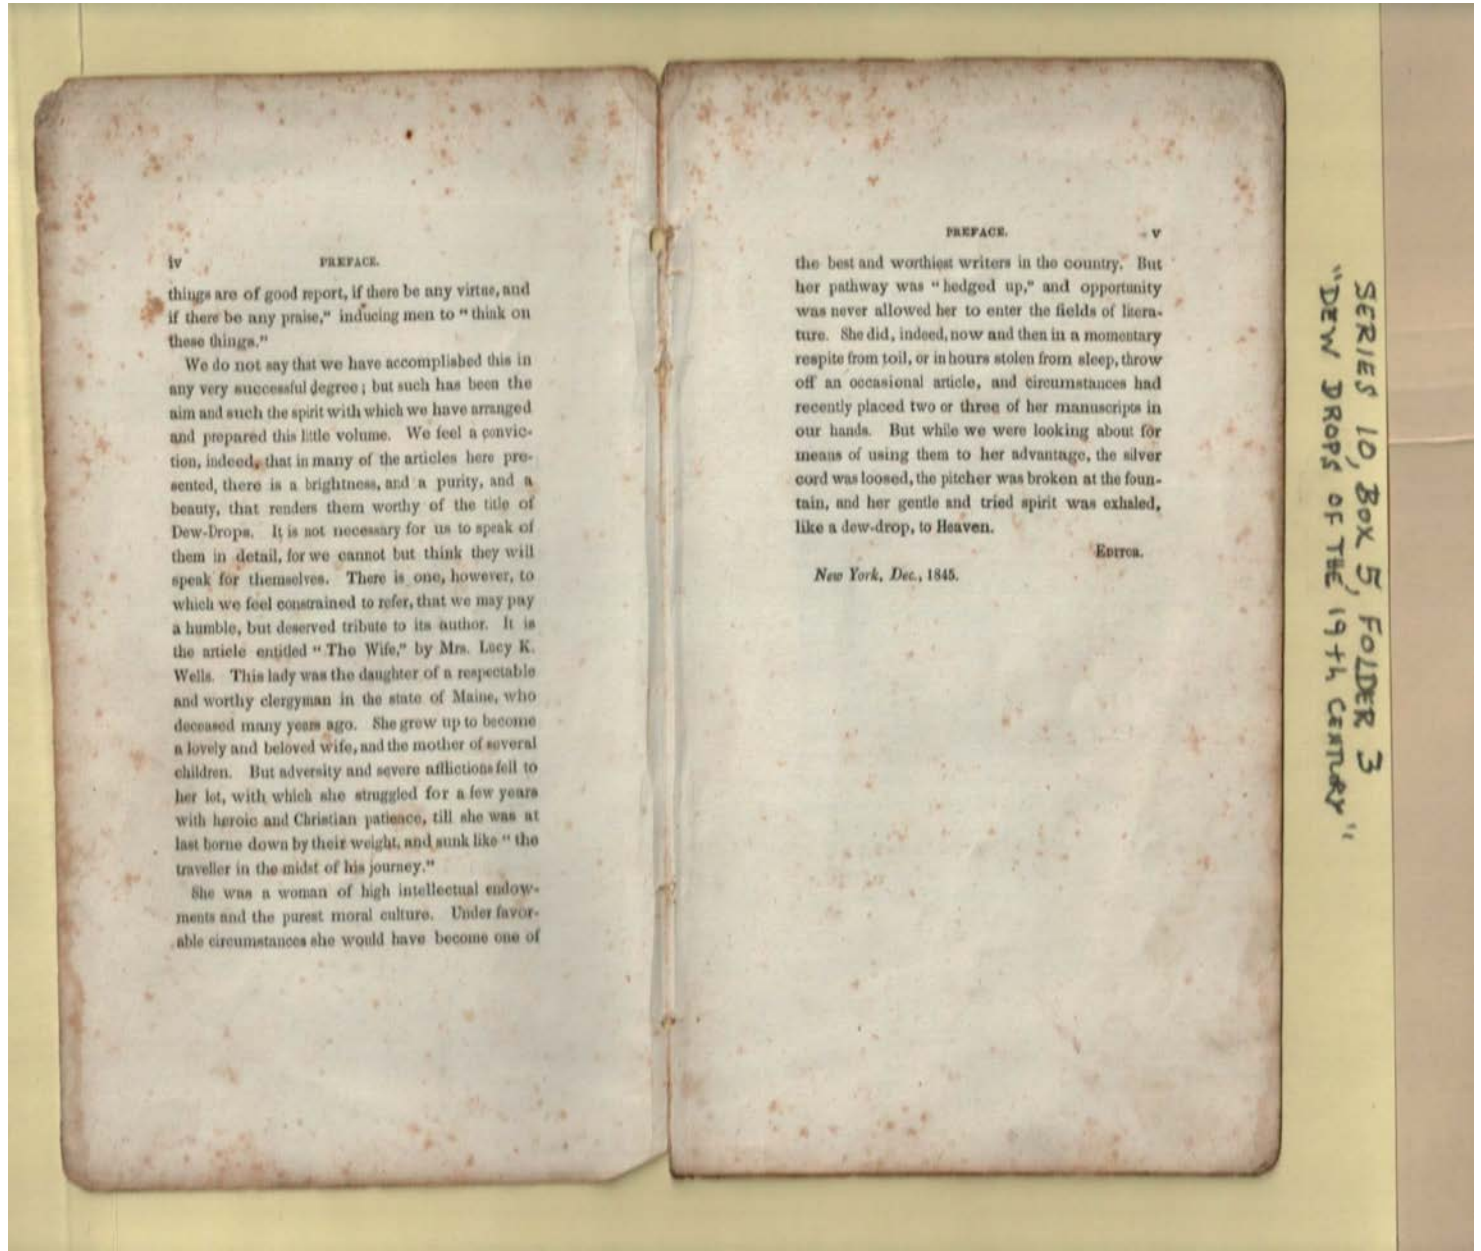 iv PREFACE.
things are of good report, if there be any virtue, and
if there be any praise," inducing men to "think on
these things."
We do not say that we have accomplished this in
any very successful degree; but such has been the
aim and such the spirit with which we have arranged
and prepared this little volume. We feel a convic-
tion, indeed, that in many of the articles here pre-
sented, there is a brightness, and a purity, and a
beauty, that renders them worthy of the title of
Dew-Drops. It is not necessary for us to speak of
them in detail, for we cannot but think they will
speak for themselves. There is one, however, to
which we feel constrained to refer, that we may pay
a humble, but deserved tribute to its author. It is
the article entitled "The Wife," by Mrs. Lucy K.
Wells. This lady was the daughter of a respectable
and worthy clergyman in the state of Maine, who
deceased many years ago. She grew up to become
a lovely and beloved wife, and the mother of several
children. But adversity and severe afflictions fell to
her lot, with which she struggled for a few years
with heroic and Christian patience, till she was at
last borne down by their weight, and sunk like "the
traveller in the midst of his journey."
She was a woman of high intellectual endow-
ments and the purest moral culture. Under favor-
able circumstances she would have become one of
PREFACE. v
the best and worthiest writers in the country. But
her pathway was "hedged up," and opportunity
was never allowed her to enter the fields of litera-
ture. She did, indeed, now and then in a momentary
respite from toil, or in hours stolen from sleep, throw
off an occasional article, and circumstances had
recently placed two or three of her manuscripts in
our hands. But while we were looking about for
means of using them to her advantage, the silver
cord was loosed, the pitcher was broken at the foun-
tain, and her gentle and tried spirit was exhaled,
like a dew-drop, to Heaven.
EDITOR.
New York, Dec., 1845.
SERIES 10, BOX 5, FOLDER 3
"DEW DROPS OF THE 19th CENTURY"